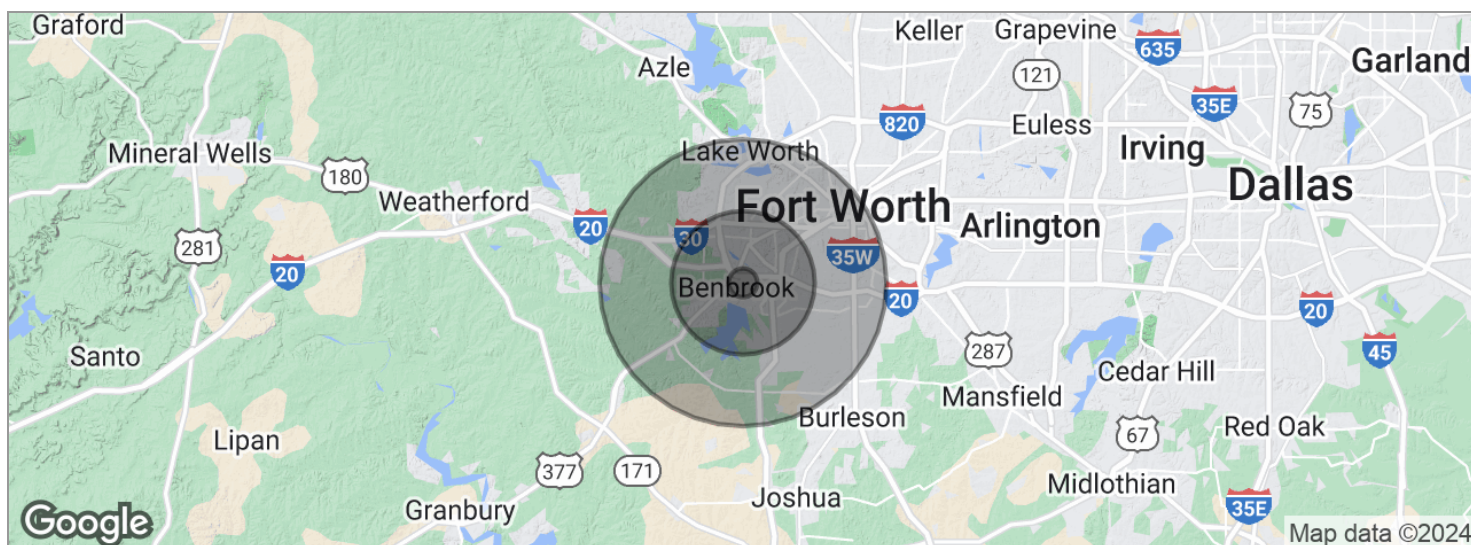 Graford
Keller
Grapevine
635
Garland
Azle
121
35E
75
820
Euless
Irving
Mineral Wells
Lake Worth
180
Dallas
Weatherford
Fort Worth
20
30
Arlington
281
35W
20
Benbrook
20
20
287
45
Santo
Cedar Hill
Mansfield
Burleson
67
Red Oak
Lipan
377
171
Midlothian
Joshua
Granbury
35E
Google
Map data ©2024